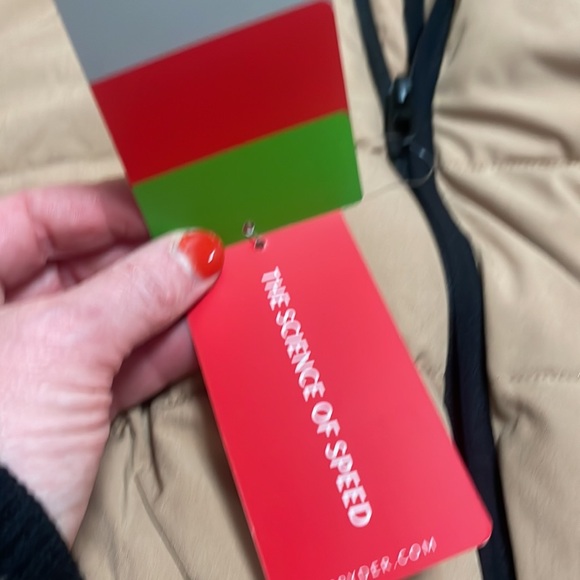 THE SCIENCE OF SPEED